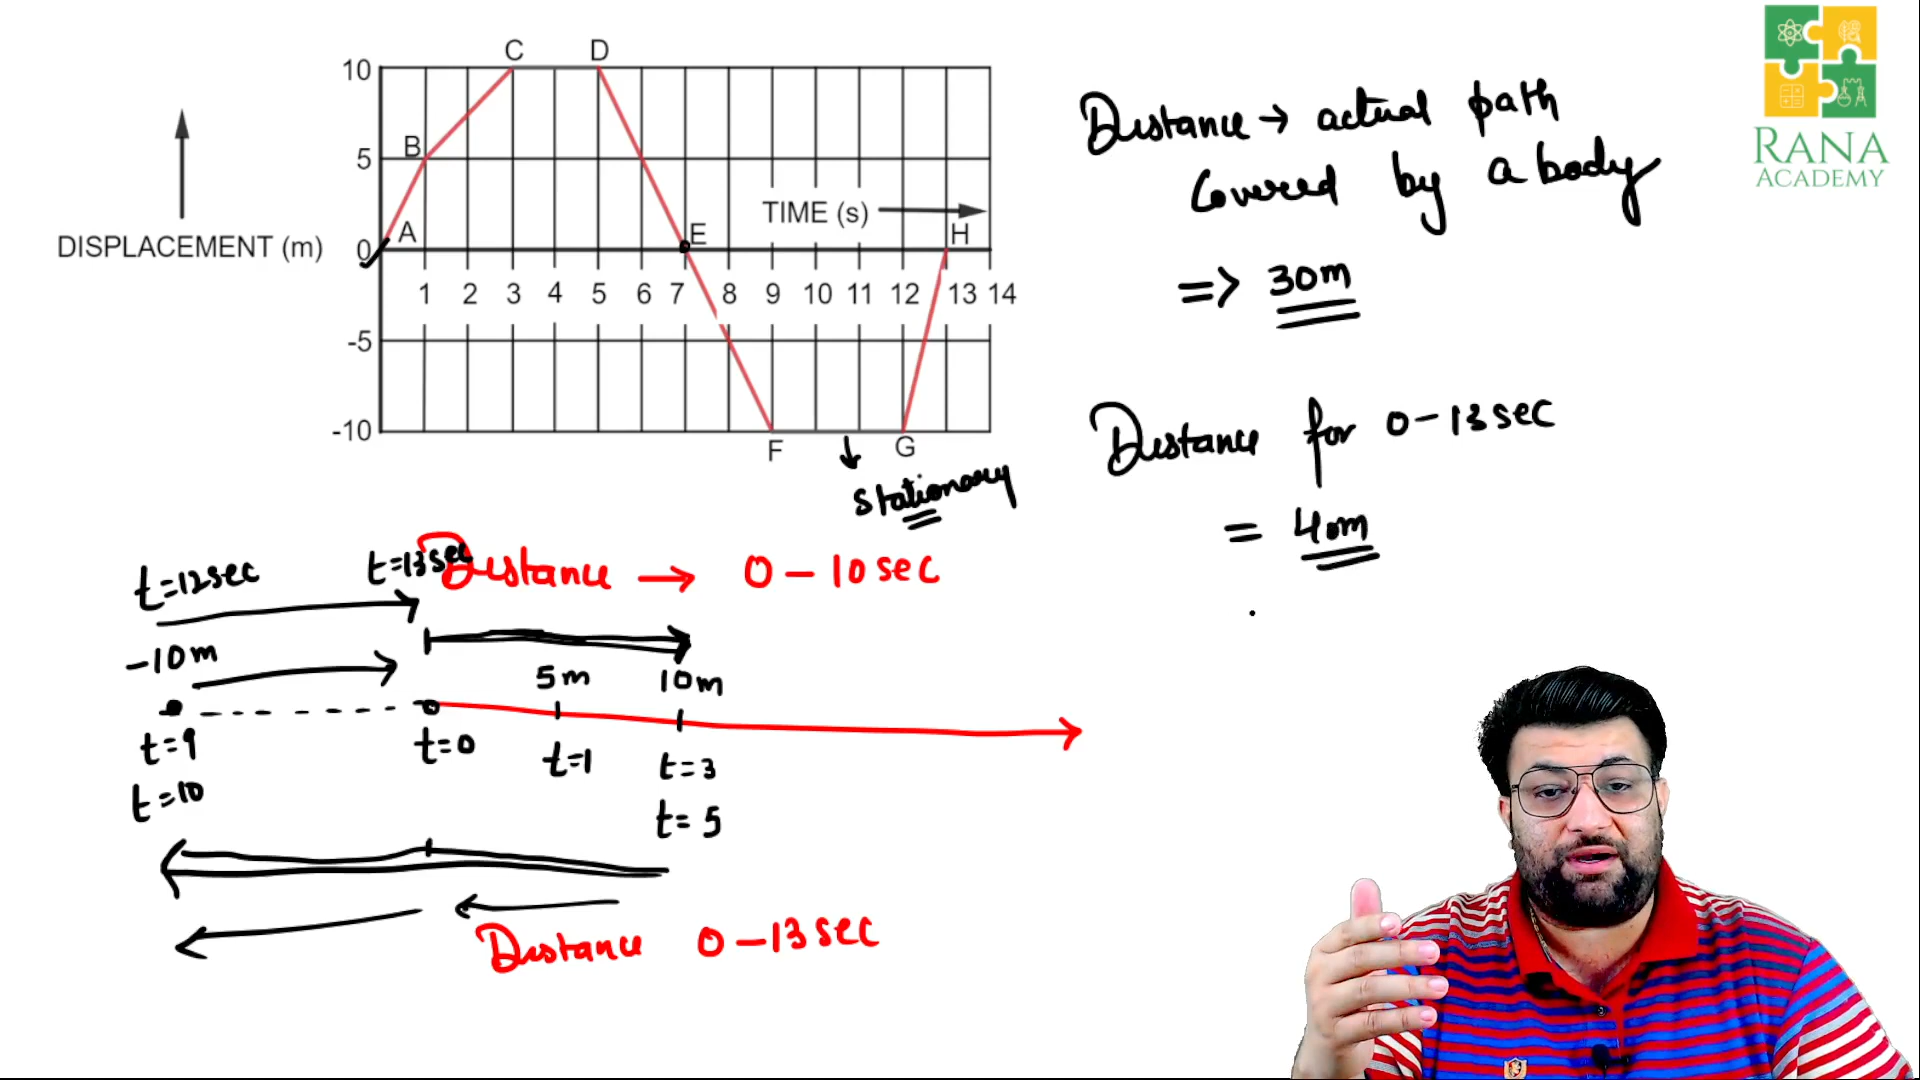 C D
10
B
5
TIME (s)
A
E
H
DISPLACEMENT (m)
0
1 2 3 4 5 6 7 8 9 10 11 12 13 14
-5
-10
F
G
Stationary
Distance → actual path
covered by a body
=> 30m
Distance for 0-13sec
= 40m
RANA
ACADEMY
t=12sec
t=13sec
Distance → 0-10sec
-10m
5m
10m
t=9
t=0
t=1
t=3
t=10
t=5
Distance 0-13sec